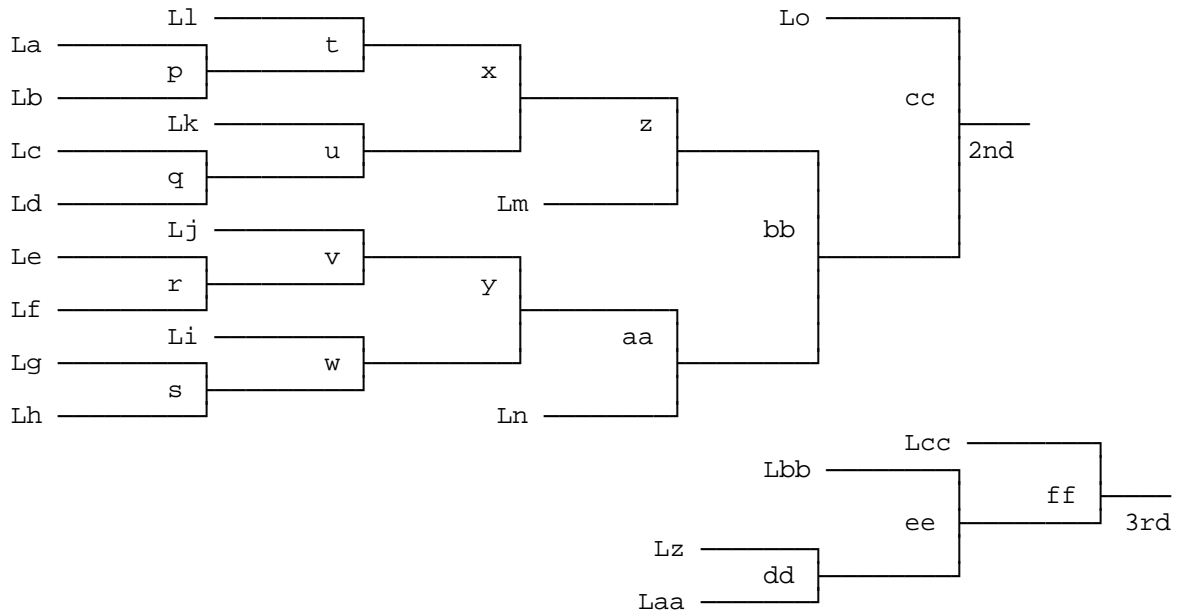 Ll Lo
La t
p x
Lb cc
Lk z
Lc u 2nd
q
Ld Lm
Lj bb
Le v
r y
Lf
Li aa
Lg w
s
Lh Ln
Lcc
Lbb
ff
ee 3rd
Lz
dd
Laa